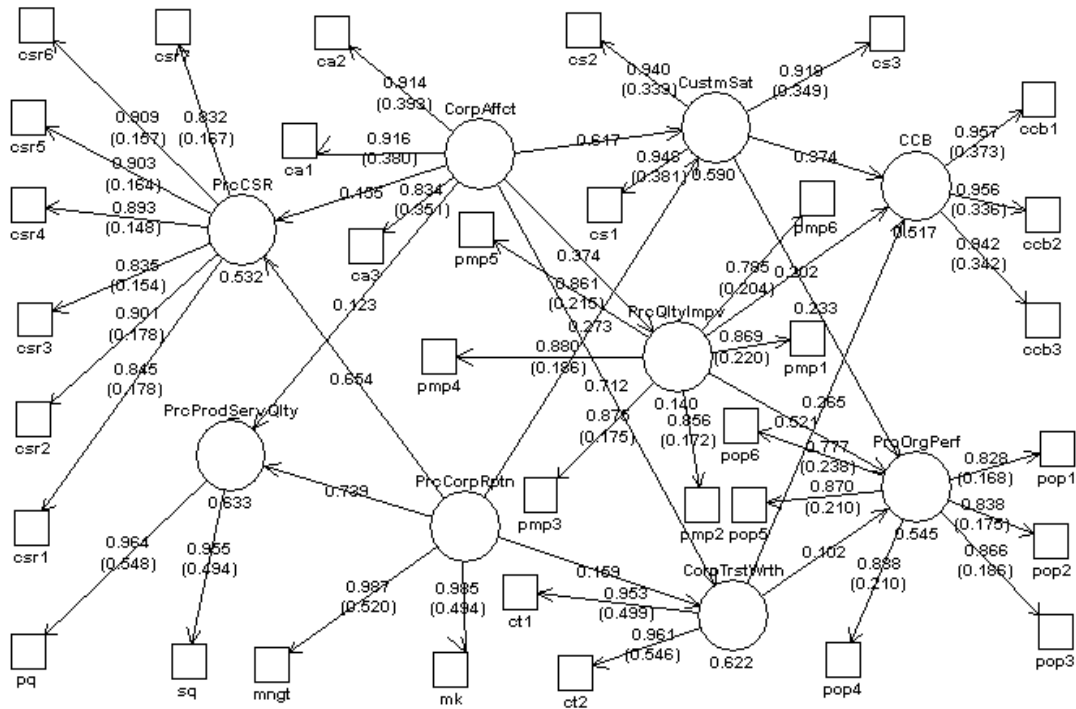 csr6
csr7
ca2
cs2
cs3
0.914
(0.393)
CorpAffct
0.940
(0.339)
CustmSat
0.919
(0.349)
0.909
(0.157)
0.832
(0.167)
csr5
ca1
0.916
(0.380)
0.617
CCB
0.957
(0.373)
ccb1
0.903
(0.164)
PrcCSR
0.155
0.834
(0.351)
0.948
(0.381)
0.590
0.374
csr4
0.893
(0.148)
0.956
(0.336)
ccb2
ca3
pmp5
cs1
pmp6
0.517
0.942
(0.342)
0.532
0.835
(0.154)
0.374
0.202
0.861
(0.215)
(0.204)
csr3
0.901
(0.178)
0.123
0.273
PrcQltyImpv
0.233
ccb3
0.869
(0.220)
pmp4
0.880
(0.186)
pmp1
0.845
(0.178)
0.654
0.712
0.875
(0.175)
0.140
0.856
(0.172)
0.265
csr2
PrcProdServQlty
0.521
pop6
0.777
(0.238)
PrqOrgPerf
0.828
(0.168)
pop1
0.633
0.739
PrcCorpRptn
0.870
(0.210)
0.838
(0.175)
csr1
pmp3
pmp2
pop5
0.545
pop2
0.964
(0.548)
0.955
(0.494)
0.102
0.866
(0.186)
0.987
(0.520)
0.985
(0.494)
0.159
CorpTrstWrth
(0.210)
ct1
0.953
(0.499)
0.961
(0.546)
0.622
pop3
pq
sq
mngt
mk
ct2
pop4